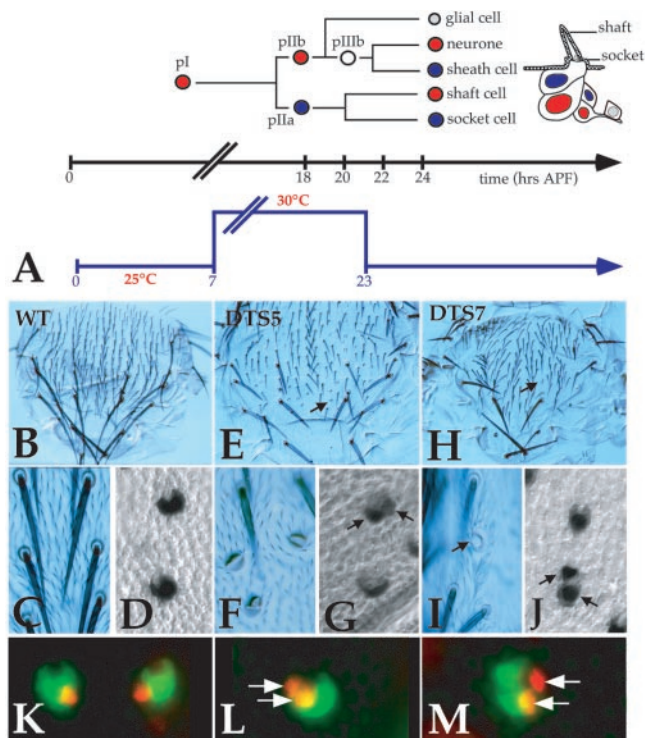 glial cell
shaft
pIIb
pIIIb
neurone
socket
pI
sheath cell
shaft cell
pIIa
socket cell
0
18
20
22
24
time (hrs APF)
30°C
A
0
25°C
7
23
WT
DTS5
DTS7
B
E
H
C
D
F
G
I
J
K
L
M